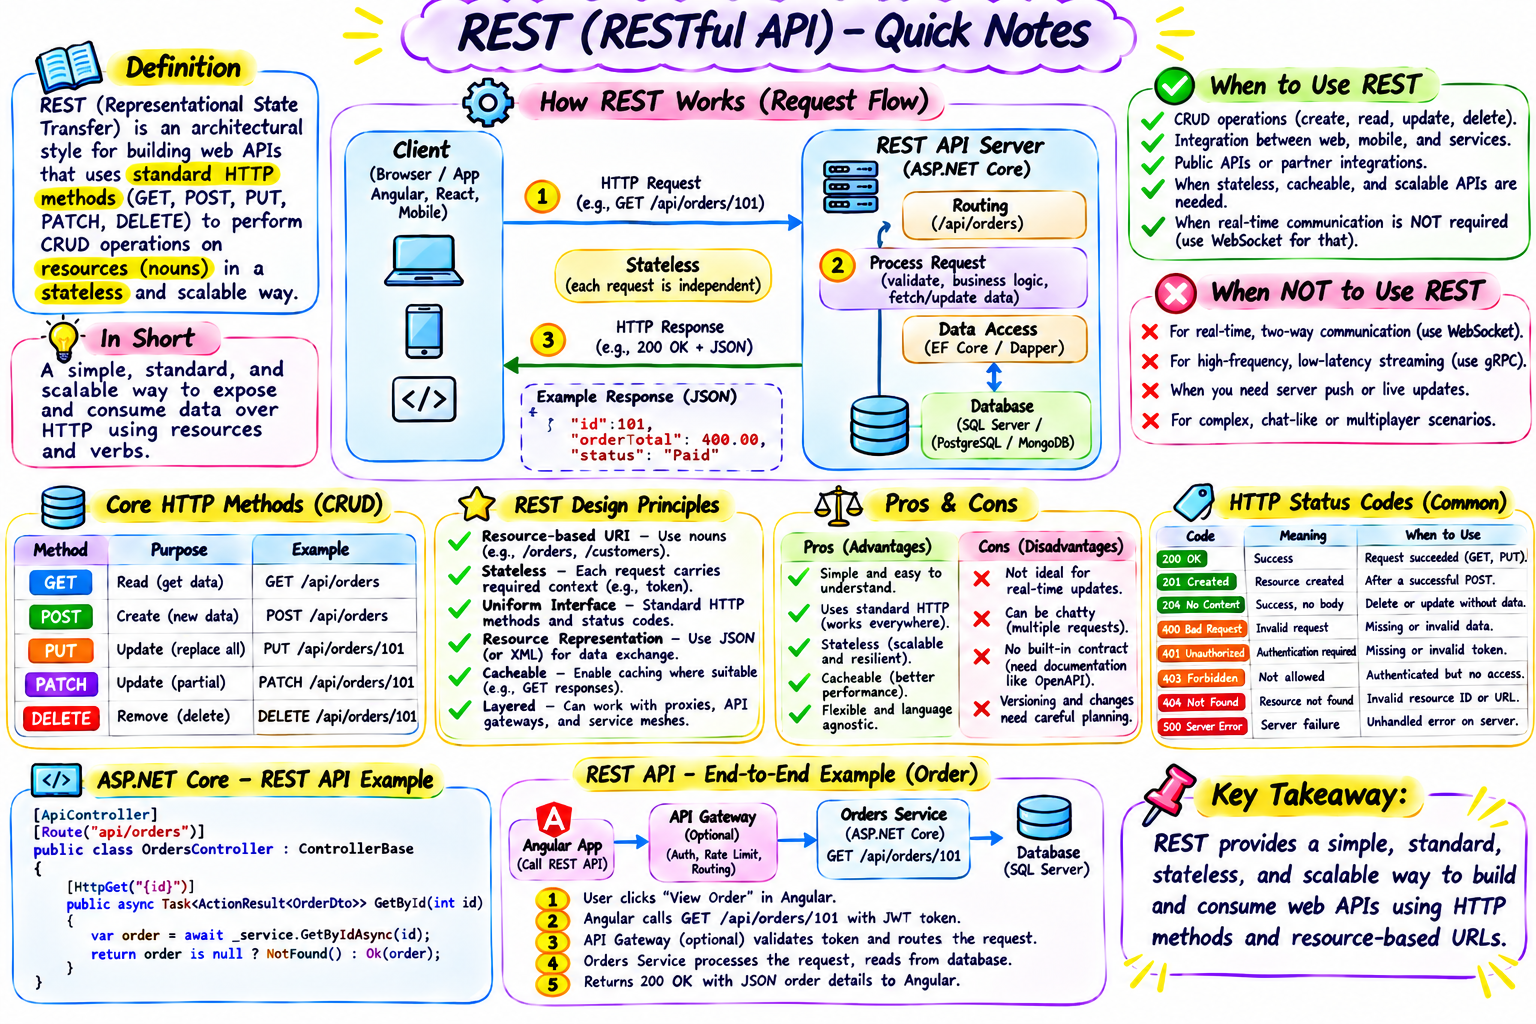 REST (RESTful API) – Quick Notes
Definition
REST (Representational State
Transfer) is an architectural
style for building web APIs
that uses standard HTTP
methods (GET, POST, PUT,
PATCH, DELETE) to perform
CRUD operations on
resources (nouns) in a
stateless and scalable way.
In Short
A simple, standard, and
scalable way to expose
and consume data over
HTTP using resources
and verbs.
How REST Works (Request Flow)
Client
(Browser / App
Angular, React,
Mobile)
</>
1
HTTP Request
(e.g., GET /api/orders/101)
Stateless
(each request is independent)
3
HTTP Response
(e.g., 200 OK + JSON)
Example Response (JSON)
"id":101,
"orderTotal": 400.00,
"status": "Paid"
REST API Server
(ASP.NET Core)
Routing
(/api/orders)
2
Process Request
(validate, business logic,
fetch/update data)
Data Access
(EF Core / Dapper)
Database
(SQL Server /
(PostgreSQL / MongoDB)
When to Use REST
CRUD operations (create, read, update, delete).
Integration between web, mobile, and services.
Public APIs or partner integrations.
When stateless, cacheable, and scalable APIs are
needed.
When real-time communication is NOT required
(use WebSocket for that).
When NOT to Use REST
For real-time, two-way communication (use WebSocket).
For high-frequency, low-latency streaming (use gRPC).
When you need server push or live updates.
For complex, chat-like or multiplayer scenarios.
Core HTTP Methods (CRUD)
Method Purpose Example
GET Read (get data) GET /api/orders
POST Create (new data) POST /api/orders
PUT Update (replace all) PUT /api/orders/101
PATCH Update (partial) PATCH /api/orders/101
DELETE Remove (delete) DELETE /api/orders/101
REST Design Principles
Resource-based URI – Use nouns
(e.g., /orders, /customers).
Stateless – Each request carries
required context (e.g., token).
Uniform Interface – Standard HTTP
methods and status codes.
Resource Representation – Use JSON
(or XML) for data exchange.
Cacheable – Enable caching where suitable
(e.g., GET responses).
Layered – Can work with proxies, API
gateways, and service meshes.
Pros & Cons
Pros (Advantages)
Simple and easy to
understand.
Uses standard HTTP
(works everywhere).
Stateless (scalable
and resilient).
Cacheable (better
performance).
Flexible and language
agnostic.
Cons (Disadvantages)
Not ideal for
real-time updates.
Can be chatty
(multiple requests).
No built-in contract
(need documentation
like OpenAPI).
Versioning and changes
need careful planning.
HTTP Status Codes (Common)
Code Meaning When to Use
200 OK Success Request succeeded (GET, PUT).
201 Created Resource created After a successful POST.
204 No Content Success, no body Delete or update without data.
400 Bad Request Invalid request Missing or invalid data.
401 Unauthorized Authentication required Missing or invalid token.
403 Forbidden Not allowed Authenticated but no access.
404 Not Found Resource not found Invalid resource ID or URL.
500 Server Error Server failure Unhandled error on server.
</>
ASP.NET Core – REST API Example
[ApiController]
[Route("api/orders")]
public class OrdersController : ControllerBase
{
[HttpGet("{id}")]
public async Task<ActionResult<OrderDto>> GetById(int id)
{
var order = await _service.GetByIdAsync(id);
return order is null ? NotFound() : Ok(order);
}
}
REST API – End-to-End Example (Order)
A
Angular App
(Call REST API)
API Gateway
(Optional)
(Auth, Rate Limit,
Routing)
Orders Service
(ASP.NET Core)
GET /api/orders/101
Database
(SQL Server)
1 User clicks "View Order" in Angular.
2 Angular calls GET /api/orders/101 with JWT token.
3 API Gateway (optional) validates token and routes the request.
4 Orders Service processes the request, reads from database.
5 Returns 200 OK with JSON order details to Angular.
Key Takeaway:
REST provides a simple, standard,
stateless, and scalable way to build
and consume web APIs using HTTP
methods and resource-based URLs.